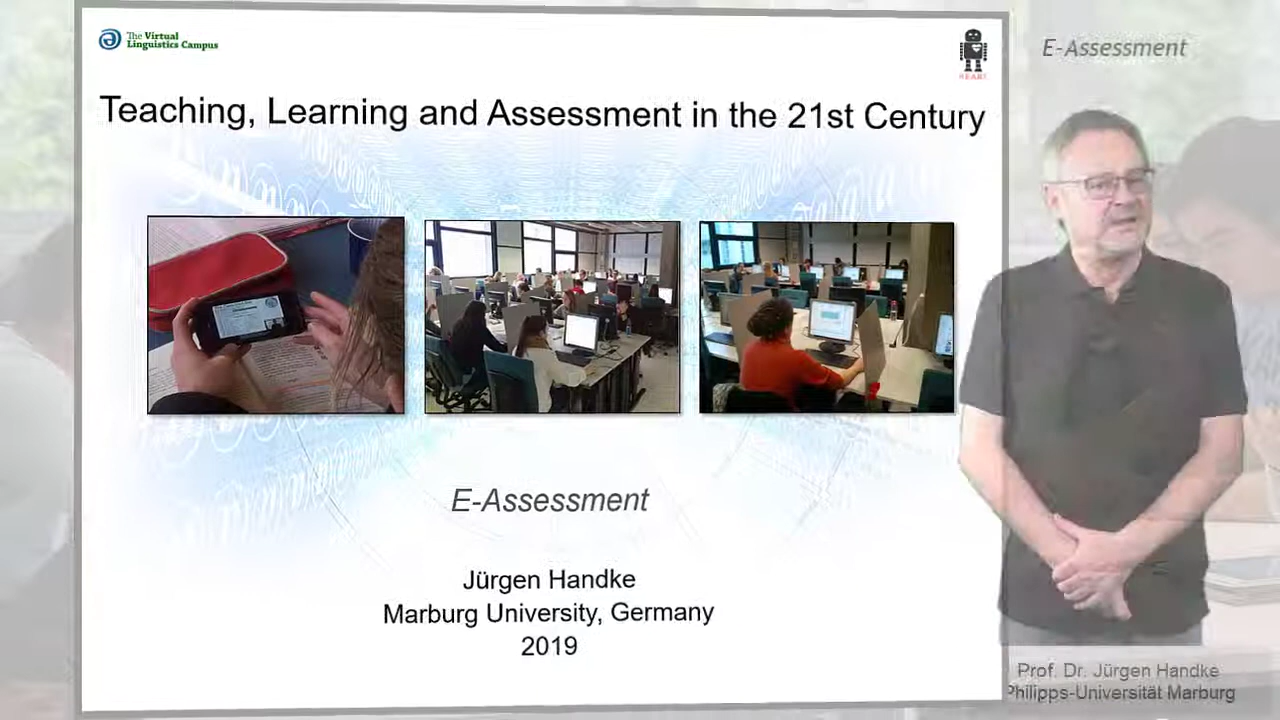 The Virtual
Linguistics Campus
HEART
E-Assessment
Teaching, Learning and Assessment in the 21st Century
E-Assessment
Jürgen Handke
Marburg University, Germany
2019
Prof. Dr. Jürgen Handke
Philipps-Universität Marburg